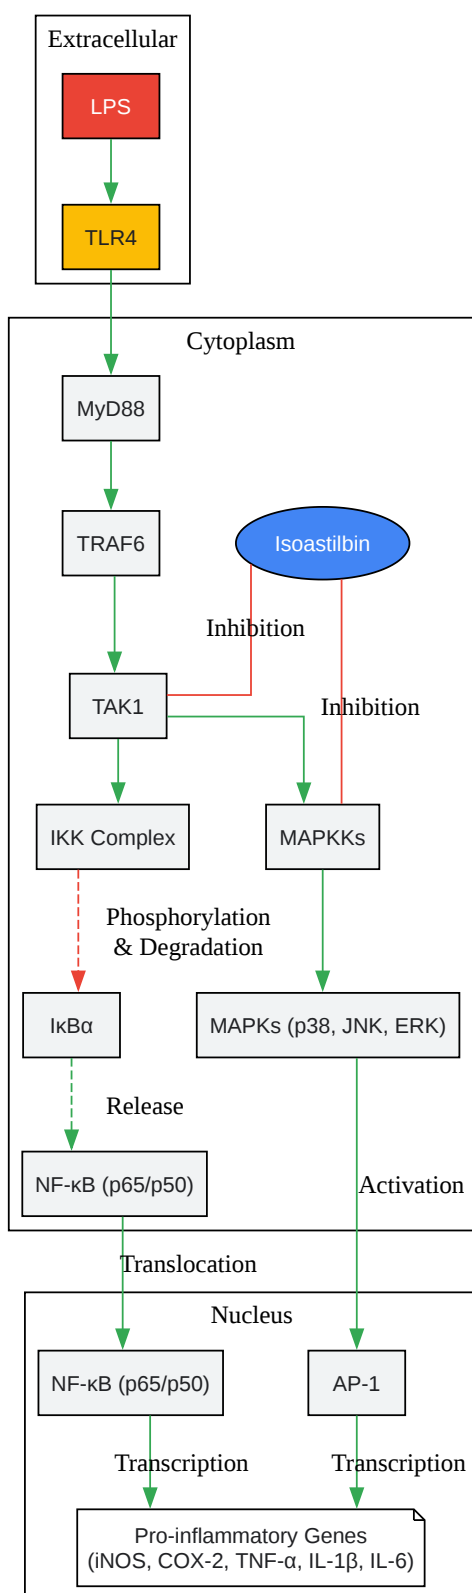 Extracellular
LPS
TLR4
Cytoplasm
MyD88
TRAF6
Isoastilbin
Inhibition
TAK1
Inhibition
IKK Complex
MAPKKs
Phosphorylation
& Degradation
IκBα
MAPKs (p38, JNK, ERK)
Release
NF-κB (p65/p50)
Activation
Translocation
Nucleus
NF-κB (p65/p50)
AP-1
Transcription
Transcription
Pro-inflammatory Genes
(iNOS, COX-2, TNF-α, IL-1β, IL-6)